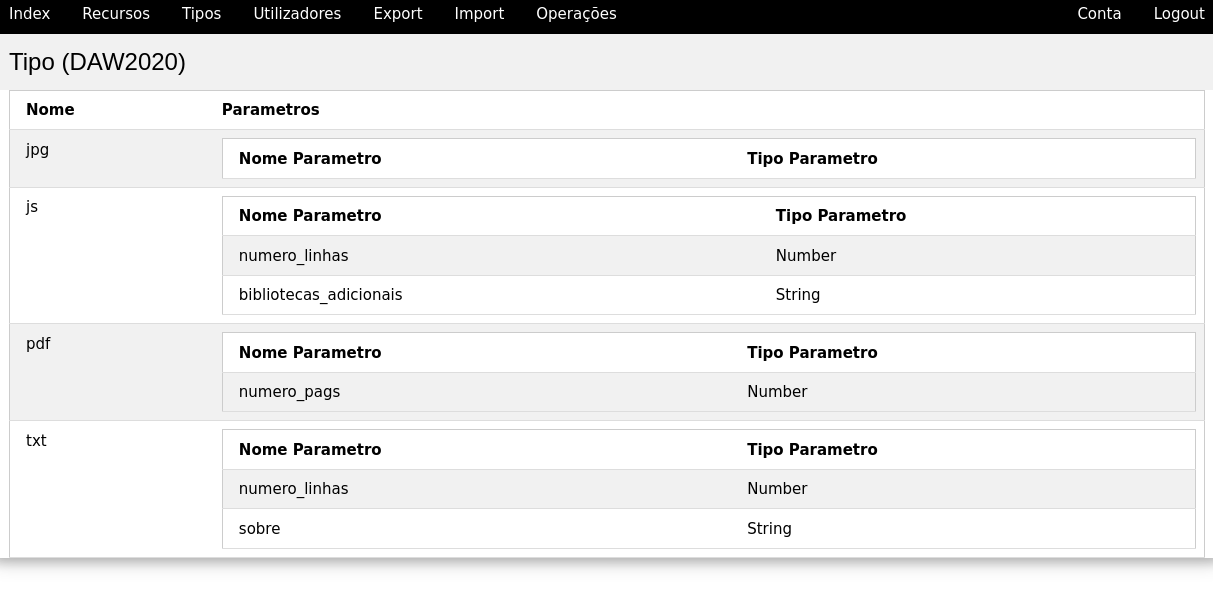 Index Recursos Tipos Utilizadores Export Import Operações Conta Logout
Tipo (DAW2020)
Nome Parametros
jpg
Nome Parametro Tipo Parametro
js
Nome Parametro Tipo Parametro
numero_linhas Number
bibliotecas_adicionais String
pdf
Nome Parametro Tipo Parametro
numero_pags Number
txt
Nome Parametro Tipo Parametro
numero_linhas Number
sobre String